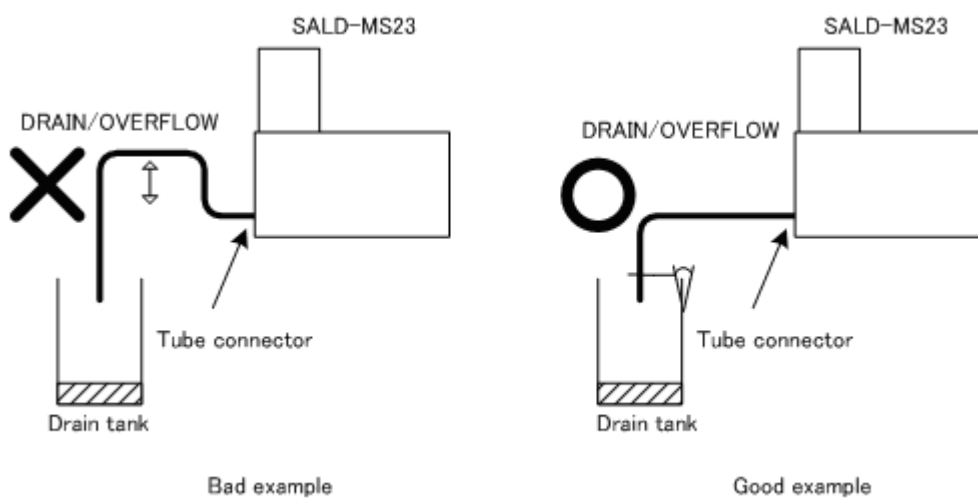 SALD-MS23
DRAIN/OVERFLOW
Tube connector
Drain tank
Bad example
SALD-MS23
DRAIN/OVERFLOW
Tube connector
Drain tank
Good example